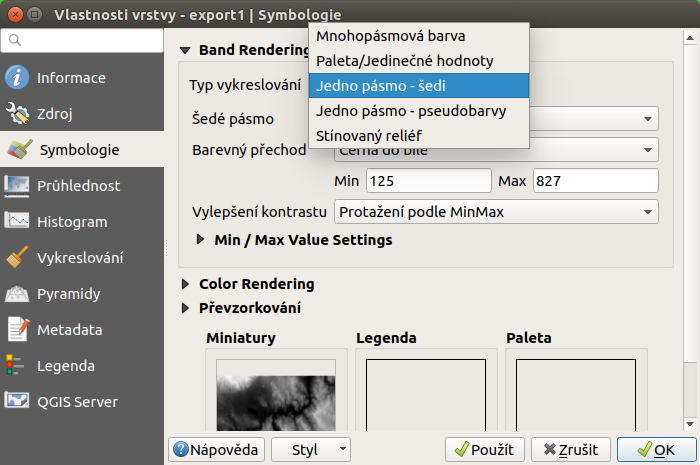 Vlastnosti vrstvy - export1 | Symbologie
Informace
Zdroj
Symbologie
Průhlednost
Histogram
Vykreslování
Pyramidy
Metadata
Legenda
QGIS Server
Band Rendering
Typ vykreslování
Mnohopásmová barva
Paleta/Jedinečné hodnoty
Jedno pásmo - šedi
Jedno pásmo - pseudobarvy
Stínovaný reliéf
Šedé pásmo
Barevný přechod Černá do bílé
Min 125 Max 827
Vylepšení kontrastu Protažení podle MinMax
Min / Max Value Settings
Color Rendering
Převzorkování
Miniatury Legenda Paleta
Nápověda Styl Použít Zrušit OK